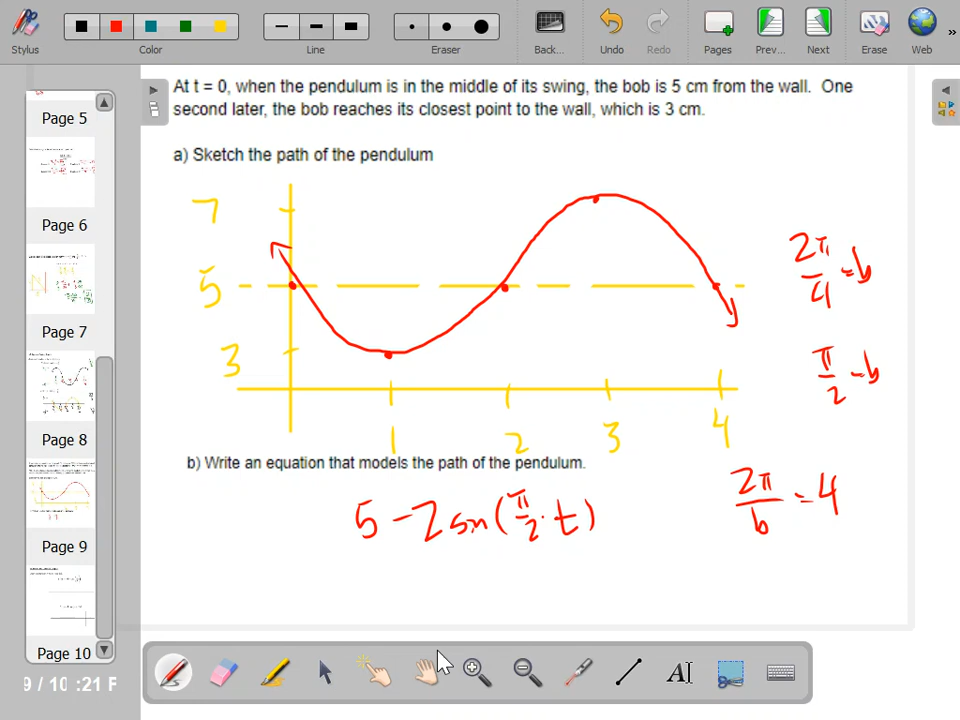 Stylus Color Line Eraser Back... Undo Redo Pages Prev... Next Erase Web »
At t = 0, when the pendulum is in the middle of its swing, the bob is 5 cm from the wall. One
second later, the bob reaches its closest point to the wall, which is 3 cm.
a) Sketch the path of the pendulum
7
5
3
1 2 3 4
2π/4 = b
π/2 = b
b) Write an equation that models the path of the pendulum.
5 - 2 sin(π/2 · t)
2π/b = 4
Page 5
Page 6
Page 7
Page 8
Page 9
Page 10
9 / 10 :21 F
A